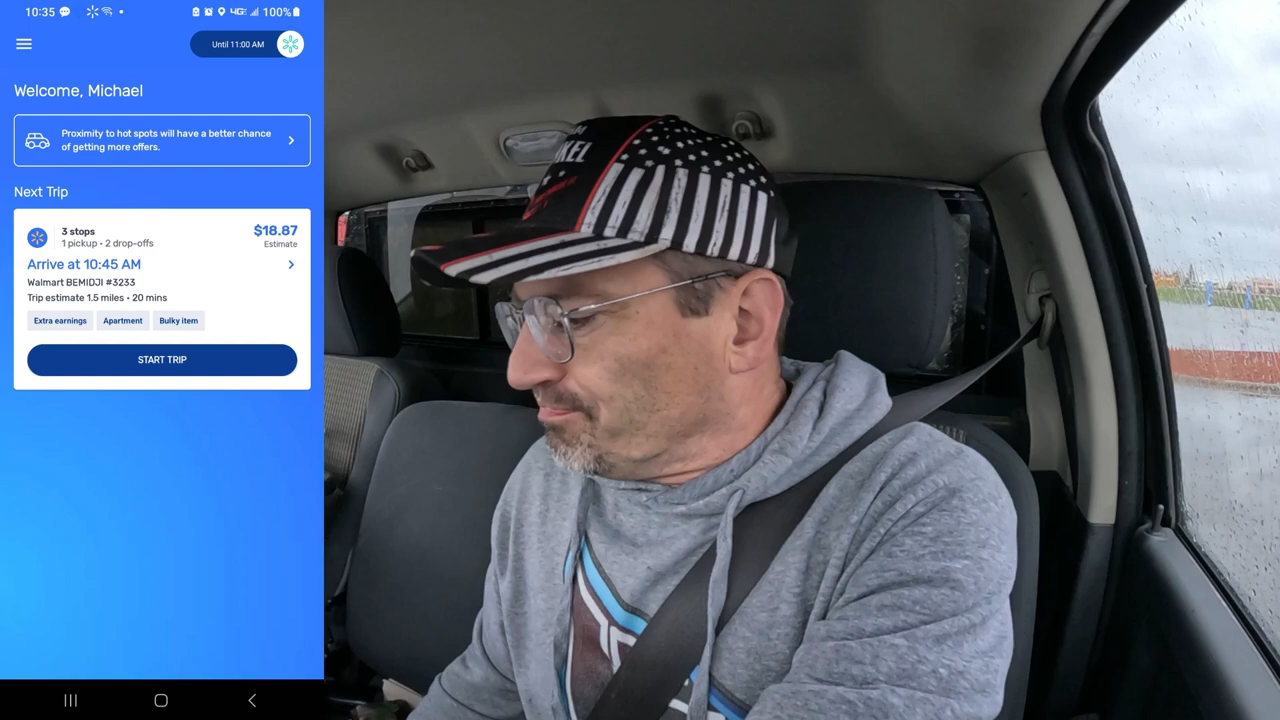 10:35
4GE 100%
Until 11:00 AM
Welcome, Michael
Proximity to hot spots will have a better chance
of getting more offers.
Next Trip
3 stops
1 pickup • 2 drop-offs
$18.87
Estimate
Arrive at 10:45 AM
Walmart BEMIDJI #3233
Trip estimate 1.5 miles • 20 mins
Extra earnings
Apartment
Bulky item
START TRIP